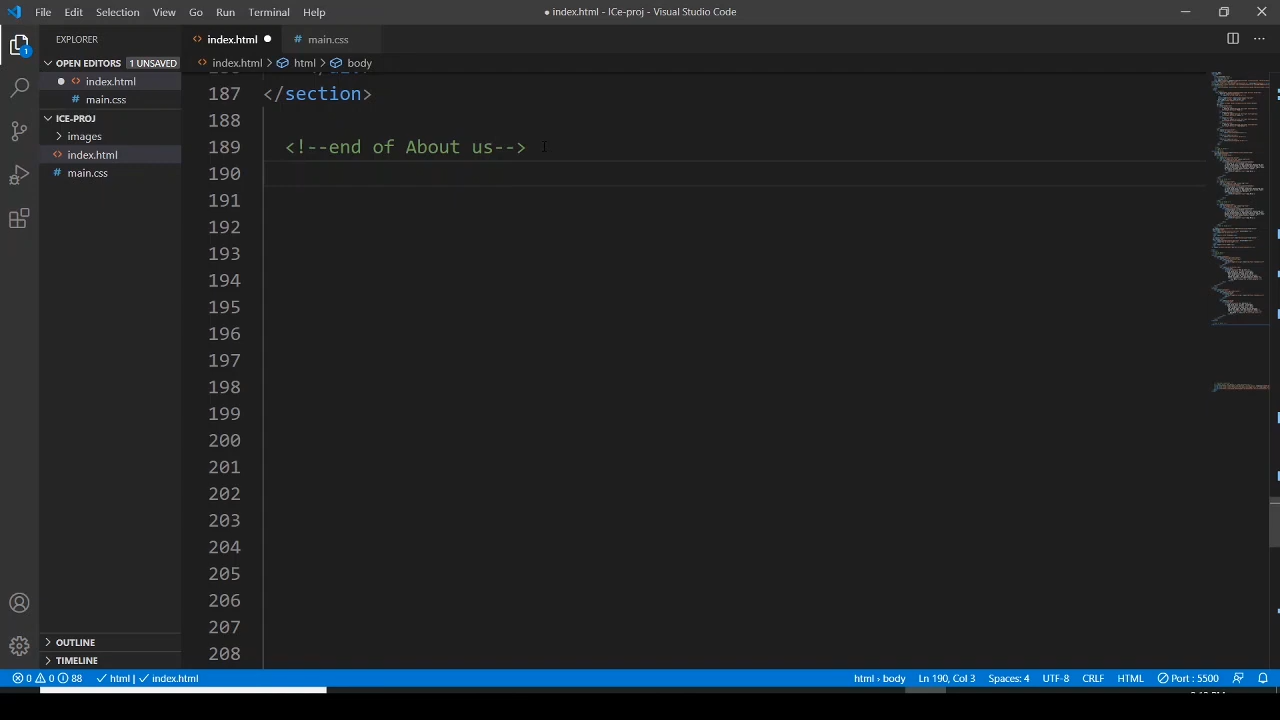 File Edit Selection View Go Run Terminal Help
● index.html - ICe-proj - Visual Studio Code
EXPLORER
index.html ● main.css
OPEN EDITORS 1 UNSAVED
index.html > html > body
● index.html
main.css
ICE-PROJ
images
index.html
main.css
187 </section>
188
189 <!--end of About us-->
190
191
192
193
194
195
196
197
198
199
200
201
202
203
204
205
206
207
208
OUTLINE
TIMELINE
0 0 88 html | index.html html > body Ln 190, Col 3 Spaces: 4 UTF-8 CRLF HTML Port : 5500